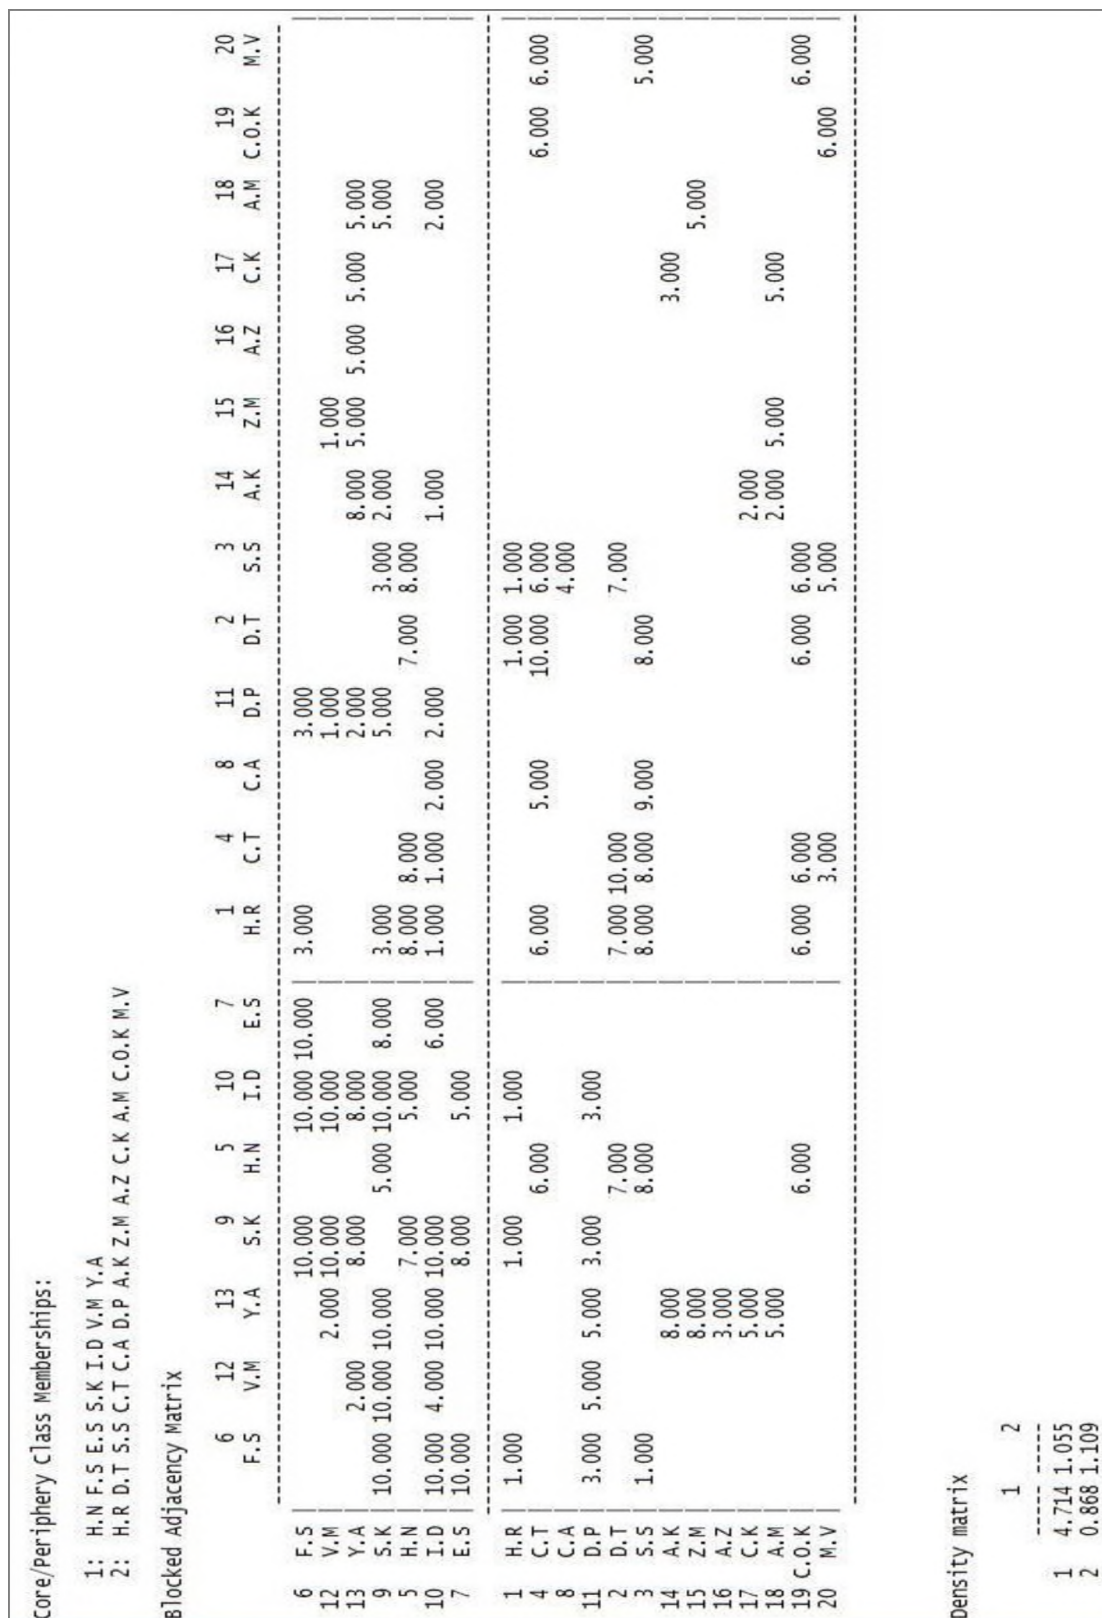 Core/Periphery Class Memberships:
1: H.N F.S E.S S.K I.D V.M Y.A
2: H.R D.T S.S C.T C.A D.P A.K Z.M A.Z C.K A.M C.O.K M.V
Blocked Adjacency Matrix
6 12 13 9 5 10 7 1 4 8 11 2 3 14 15 16 17 18 19 20
F.S V.M Y.A S.K H.N I.D E.S H.R C.T C.A D.P D.T S.S A.K Z.M A.Z C.K A.M C.O.K M.V
6 F.S 10.000 10.000 10.000 3.000 3.000
12 V.M 2.000 10.000 10.000 1.000 1.000
13 Y.A 2.000 8.000 8.000 2.000 8.000 5.000 5.000 5.000 5.000
9 S.K 10.000 10.000 10.000 5.000 10.000 8.000 3.000 5.000 3.000 2.000 5.000
5 H.N 7.000 5.000 8.000 8.000 7.000 8.000
10 I.D 10.000 4.000 10.000 10.000 6.000 1.000 1.000 2.000 2.000 1.000 2.000
7 E.S 10.000 8.000 5.000
1 H.R 1.000 1.000 1.000 1.000 1.000
4 C.T 6.000 6.000 5.000 10.000 6.000 6.000 6.000
8 C.A 4.000
11 D.P 3.000 5.000 5.000 3.000 3.000
2 D.T 7.000 7.000 10.000 7.000
3 S.S 1.000 8.000 8.000 8.000 9.000 8.000 5.000
14 A.K 8.000 3.000
15 Z.M 8.000 5.000
16 A.Z 3.000
17 C.K 5.000 2.000
18 A.M 5.000 2.000 5.000 5.000
19 C.O.K 6.000 6.000 6.000 6.000 6.000 6.000
20 M.V 3.000 5.000 6.000
Density matrix
1 2
----- -----
1 4.714 1.055
2 0.868 1.109